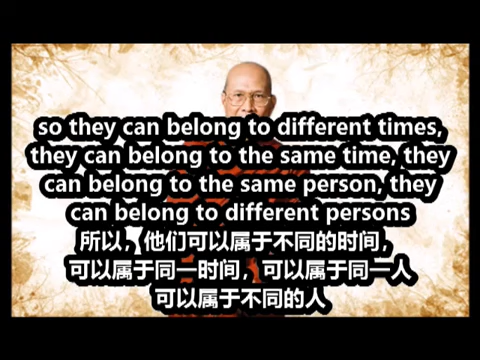 so they can belong to different times,
they can belong to the same time, they
can belong to the same person, they
can belong to different persons
所以，他们可以属于不同的时间，
可以属于同一时间，可以属于同一人
可以属于不同的人